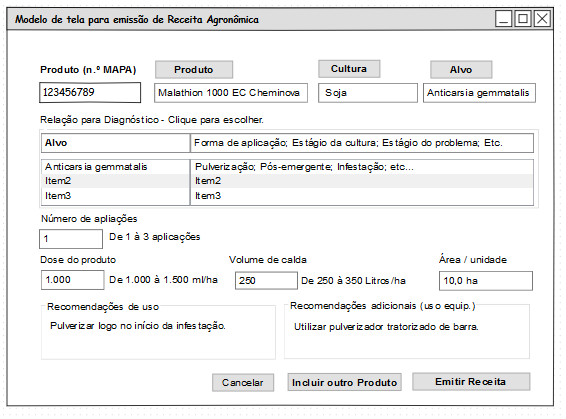 Modelo de tela para emissão de Receita Agronômica
Produto (n.º MAPA) Produto Cultura Alvo
123456789 Malathion 1000 EC Cheminova Soja Anticarsia gemmatalis
Relação para Diagnóstico - Clique para escolher.
Alvo Forma de aplicação; Estágio da cultura; Estágio do problema; Etc.
Anticarsia gemmatalis Pulverização; Pós-emergente; Infestação; etc...
Item2 Item2
Item3 Item3
Número de apliações
1 De 1 à 3 aplicações
Dose do produto Volume de calda Área / unidade
1.000 De 1.000 à 1.500 ml/ha 250 De 250 à 350 Litros/ha 10,0 ha
Recomendações de uso Recomendações adicionais (uso equip.)
Pulverizar logo no início da infestação. Utilizar pulverizador tratorizado de barra.
Cancelar Incluir outro Produto Emitir Receita